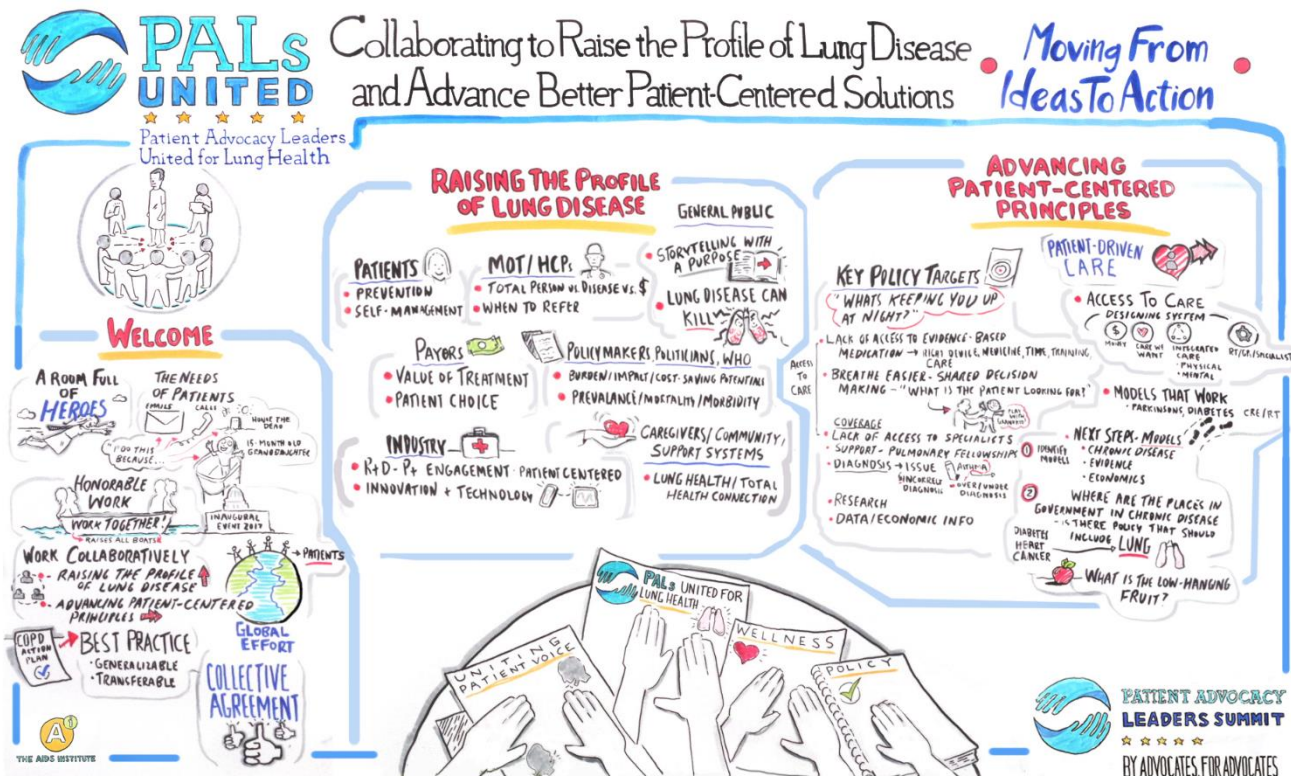 PALs
UNITED
Patient Advocacy Leaders
United for Lung Health
Collaborating to Raise the Profile of Lung Disease
and Advance Better Patient-Centered Solutions
Moving From
Ideas To Action
WELCOME
A ROOM FULL
OF
HEROES
THE NEEDS
OF PATIENTS
EMAILS
CALLS
HONOR THE
DEAD
I DO THIS
BECAUSE...
15-MONTH OLD
GRANDDAUGHTER
HONORABLE
WORK
WORK TOGETHER!
RAISES ALL BOATS
INAUGURAL
EVENT 2017
WORK COLLABORATIVELY
- RAISING THE PROFILE
OF LUNG DISEASE
- ADVANCING PATIENT-CENTERED
PRINCIPLES
PATIENTS
GLOBAL
EFFORT
COPD
ACTION
PLAN
BEST PRACTICE
• GENERALIZABLE
• TRANSFERABLE
COLLECTIVE
AGREEMENT
A
THE AIDS INSTITUTE
RAISING THE PROFILE
OF LUNG DISEASE
PATIENTS
• PREVENTION
• SELF-MANAGEMENT
MOT/HCPs
• TOTAL PERSON vs DISEASE vs. $
• WHEN TO REFER
GENERAL PUBLIC
• STORYTELLING WITH
A PURPOSE
• LUNG DISEASE CAN
KILL
PAYORS
• VALUE OF TREATMENT
• PATIENT CHOICE
POLICYMAKERS, POLITICIANS, WHO
• BURDEN/IMPACT/COST-SAVING POTENTIAL
• PREVALANCE/MORTALITY/MORBIDITY
INDUSTRY
• R+D - Pt ENGAGEMENT - PATIENT CENTERED
• INNOVATION + TECHNOLOGY
CAREGIVERS/COMMUNITY,
SUPPORT SYSTEMS
• LUNG HEALTH/TOTAL
HEALTH CONNECTION
ADVANCING
PATIENT-CENTERED
PRINCIPLES
KEY POLICY TARGETS
"WHATS KEEPING YOU UP
AT NIGHT?"
ACCESS
TO
CARE
• LACK OF ACCESS TO EVIDENCE-BASED
MEDICATION → RIGHT DEVICE, MEDICINE, TIME, TRAINING,
CARE
• BREATHE EASIER - SHARED DECISION
MAKING - "WHAT IS THE PATIENT LOOKING FOR?"
PLAY
WITH
GRANDKIDS
COVERAGE
• LACK OF ACCESS TO SPECIALISTS
• SUPPORT - PULMONARY FELLOWSHIPS
• DIAGNOSIS → ISSUE
INCORRECT
DIAGNOSIS
ASTHMA
OVER/UNDER
DIAGNOSIS
• RESEARCH
• DATA/ECONOMIC INFO
PATIENT-DRIVEN
CARE
• ACCESS TO CARE
DESIGNING SYSTEM
$
MONEY
CARE WE
WANT
INTEGRATED
CARE
• PHYSICAL
• MENTAL
• MODELS THAT WORK
• PARKINSONS, DIABETES
• NEXT STEPS - MODELS
1 IDENTIFY
MODELS
• CHRONIC DISEASE
• EVIDENCE
• ECONOMICS
2
WHERE ARE THE PLACES IN
GOVERNMENT IN CHRONIC DISEASE
- IS THERE POLICY THAT SHOULD
INCLUDE LUNG
DIABETES
HEART
CANCER
- WHAT IS THE LOW-HANGING
FRUIT?
UNITING
PATIENT VOICE
PALs UNITED FOR
LUNG HEALTH
WELLNESS
POLICY
PATIENT ADVOCACY
LEADERS SUMMIT
BY ADVOCATES, FOR ADVOCATES